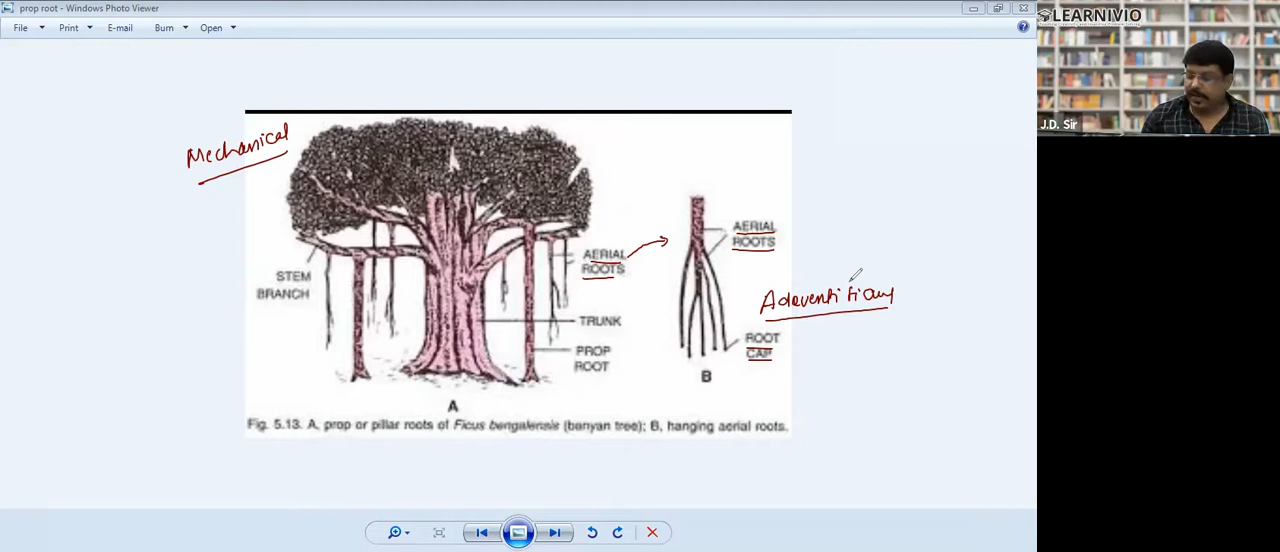 prop root - Windows Photo Viewer
File Print E-mail Burn Open
LEARNIVIO
J.D. Sir
Mechanical
STEM
BRANCH
AERIAL
ROOTS
TRUNK
PROP
ROOT
A
AERIAL
ROOTS
Adeventitiouy
ROOT
CAP
B
Fig. 5.13. A, prop or pillar roots of Ficus bengalensis (banyan tree); B, hanging aerial roots.